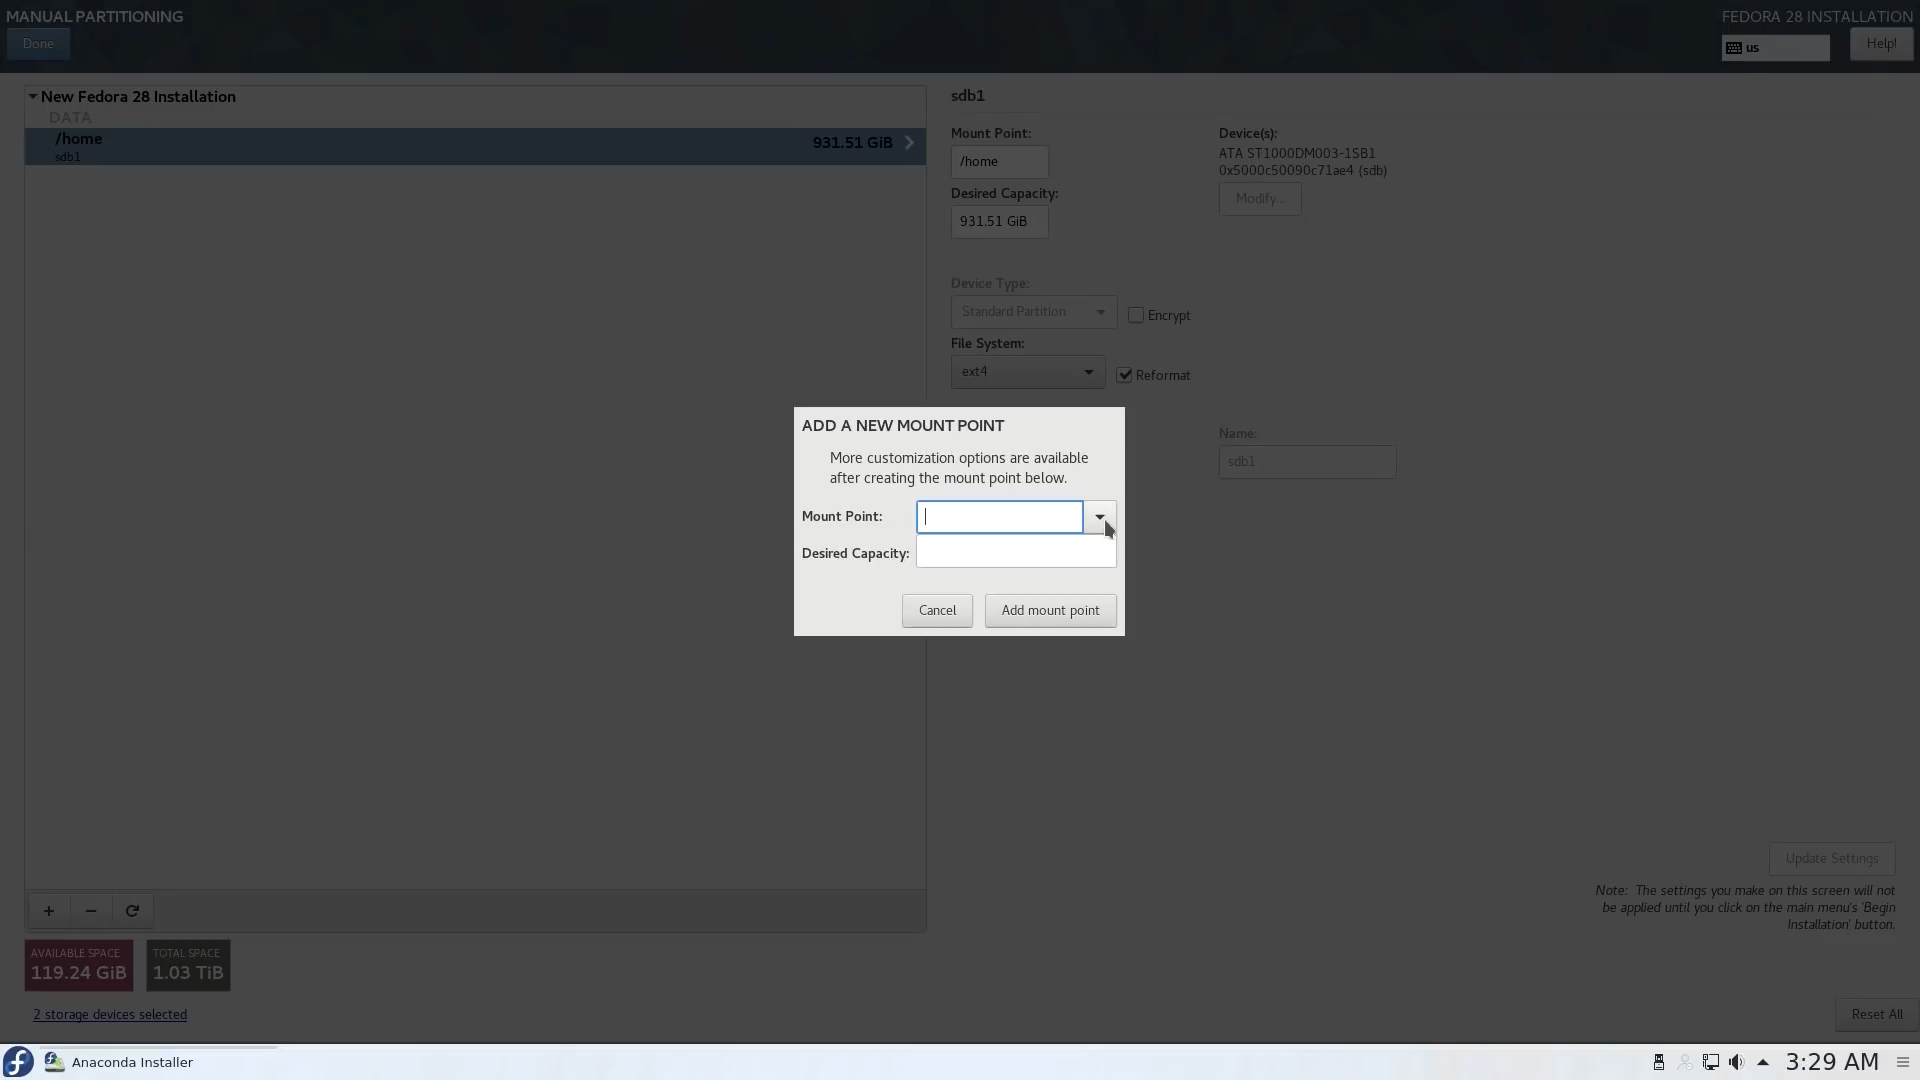 MANUAL PARTITIONING
Done
FEDORA 28 INSTALLATION
us
Help!
New Fedora 28 Installation
DATA
/home
sdb1
931.51 GiB
sdb1
Mount Point:
/home
Desired Capacity:
931.51 GiB
Device(s):
ATA ST1000DM003-1SB1
0x5000c50090c71ae4 (sdb)
Modify...
Device Type:
Standard Partition
Encrypt
File System:
ext4
Reformat
Name:
sdb1
ADD A NEW MOUNT POINT
More customization options are available
after creating the mount point below.
Mount Point:
Desired Capacity:
Cancel
Add mount point
Update Settings
Note: The settings you make on this screen will not
be applied until you click on the main menu's 'Begin
Installation' button.
AVAILABLE SPACE
119.24 GiB
TOTAL SPACE
1.03 TiB
2 storage devices selected
Reset All
Anaconda Installer
3:29 AM